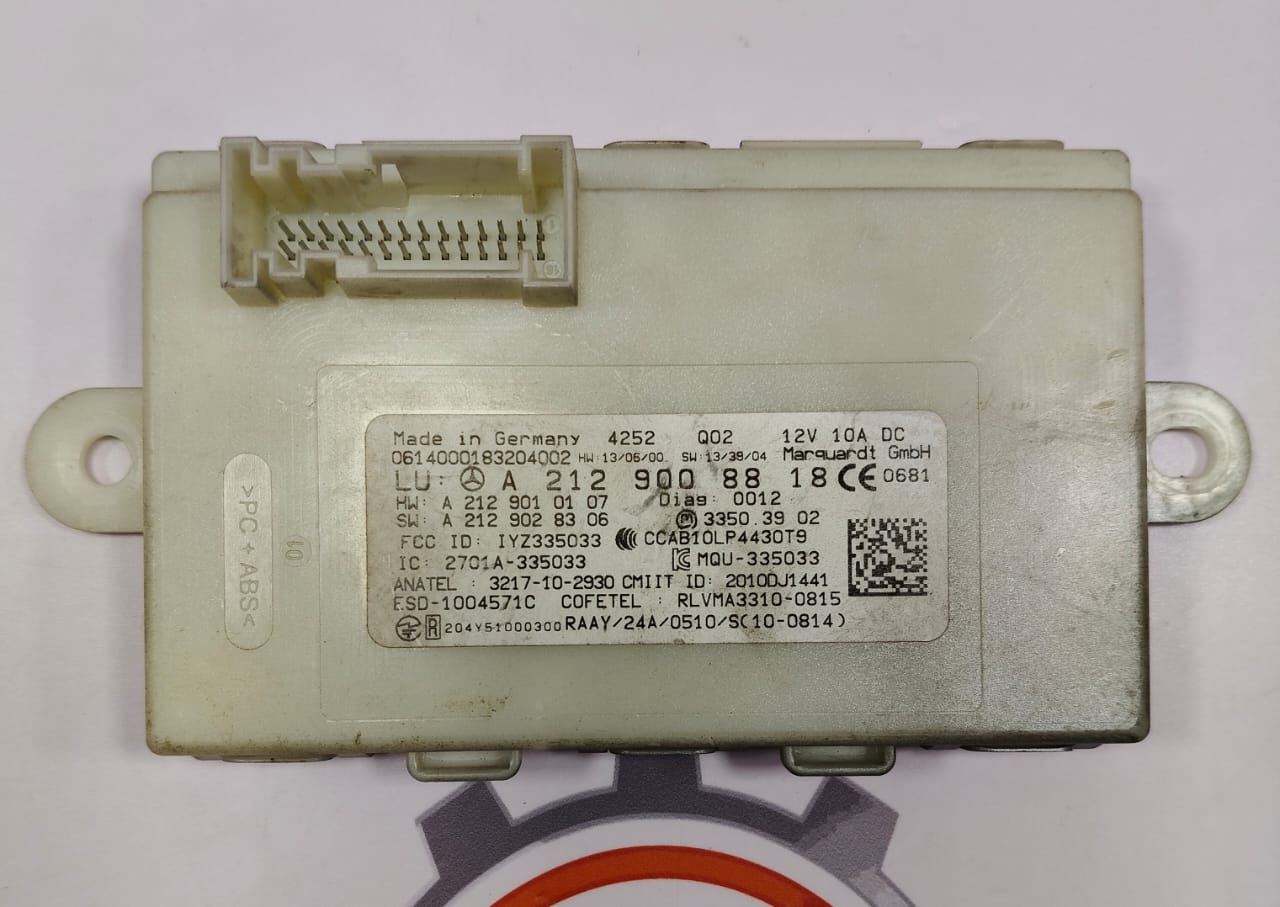 1
16
Made in Germany 4252 Q02 12V 10A DC
0614000183204002 HW:13/06/00 SW:13/39/04 Marquardt GmbH
LU: A 212 900 88 18 CE 0681
HW: A 212 901 01 07 Diag: 0012
SW: A 212 902 83 06 3350.39 02
FCC ID: IYZ335033 CCAB10LP4430T9
IC: 2701A-335033 MQU-335033
ANATEL : 3217-10-2930 CMIIT ID: 2010DJ1441
ESD-1004571C COFETEL : RLVMA3310-0815
R 204Y51000300 RAAY/24A/0510/S(10-0814)
>PC+ABS<
10